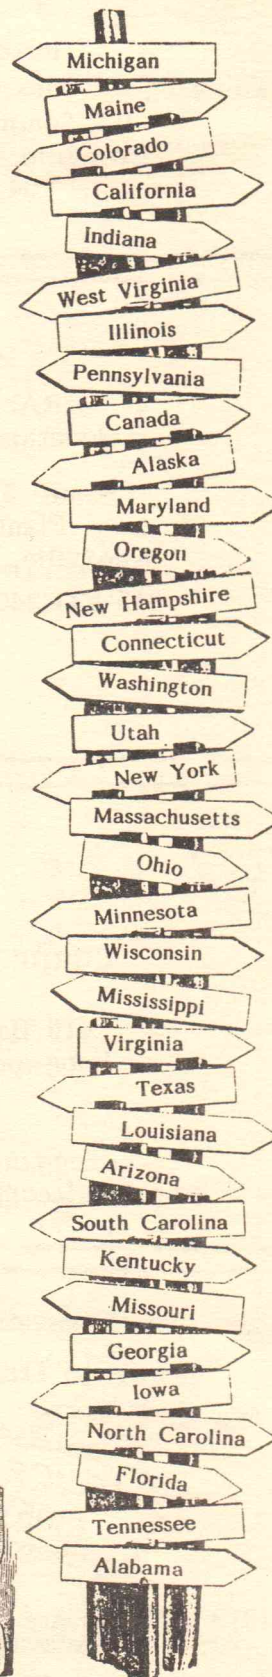 Michigan
Maine
Colorado
California
Indiana
West Virginia
Illinois
Pennsylvania
Canada
Alaska
Maryland
Oregon
New Hampshire
Connecticut
Washington
Utah
New York
Massachusetts
Ohio
Minnesota
Wisconsin
Mississippi
Virginia
Texas
Louisiana
Arizona
South Carolina
Kentucky
Missouri
Georgia
Iowa
North Carolina
Florida
Tennessee
Alabama